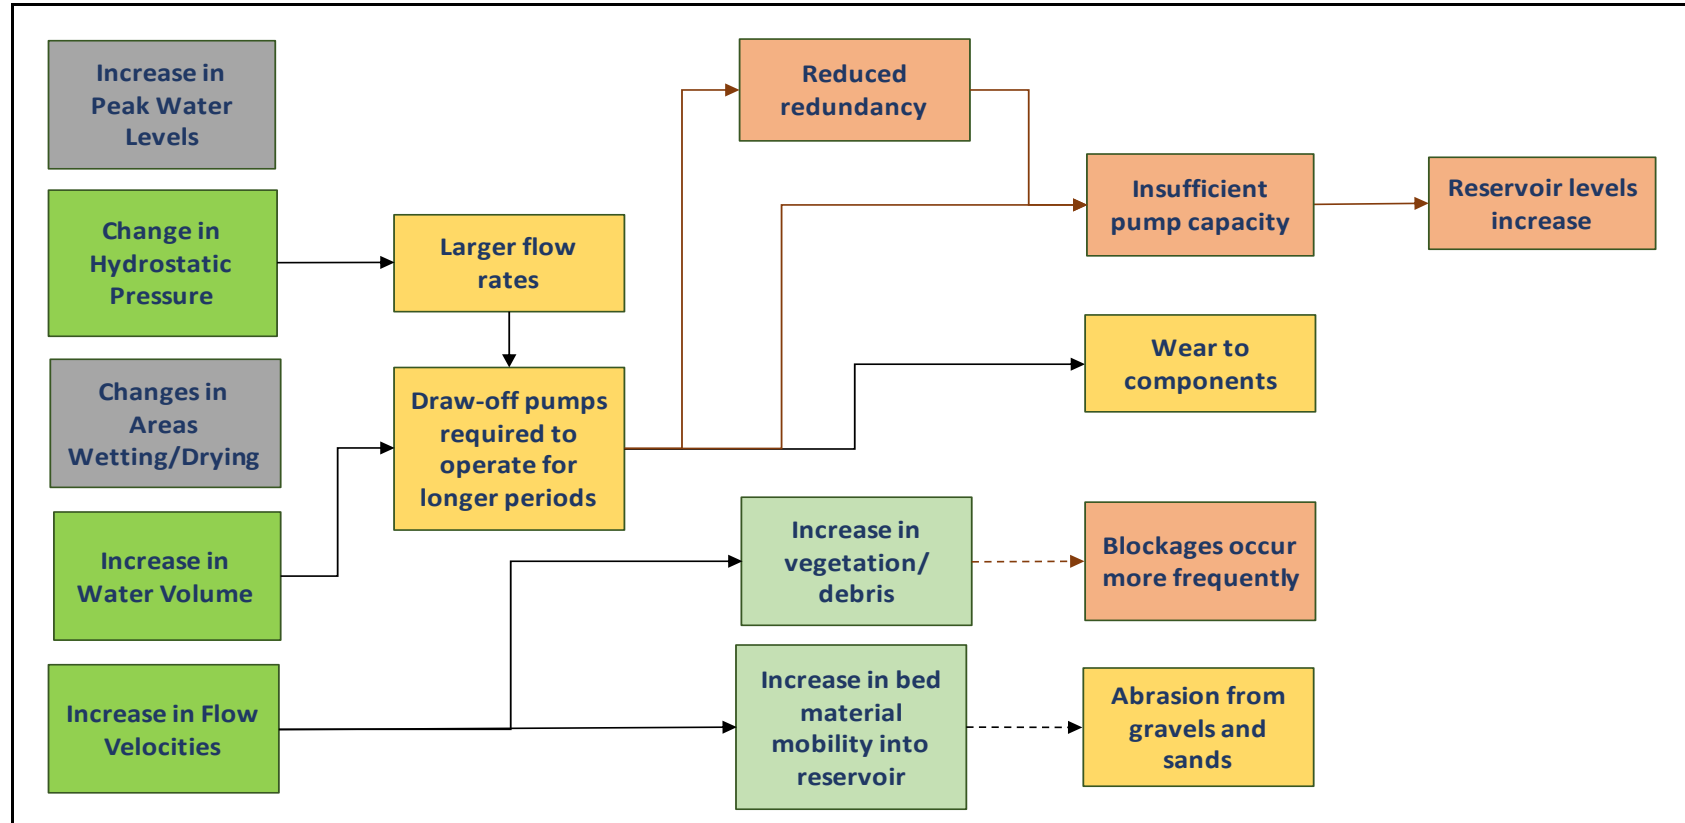 Increase in
Peak Water
Levels
Change in
Hydrostatic
Pressure
Changes in
Areas
Wetting/Drying
Increase in
Water Volume
Increase in Flow
Velocities
Larger flow
rates
Draw-off pumps
required to
operate for
longer periods
Reduced
redundancy
Increase in
vegetation/
debris
Increase in bed
material
mobility into
reservoir
Insufficient
pump capacity
Wear to
components
Blockages occur
more frequently
Abrasion from
gravels and
sands
Reservoir levels
increase